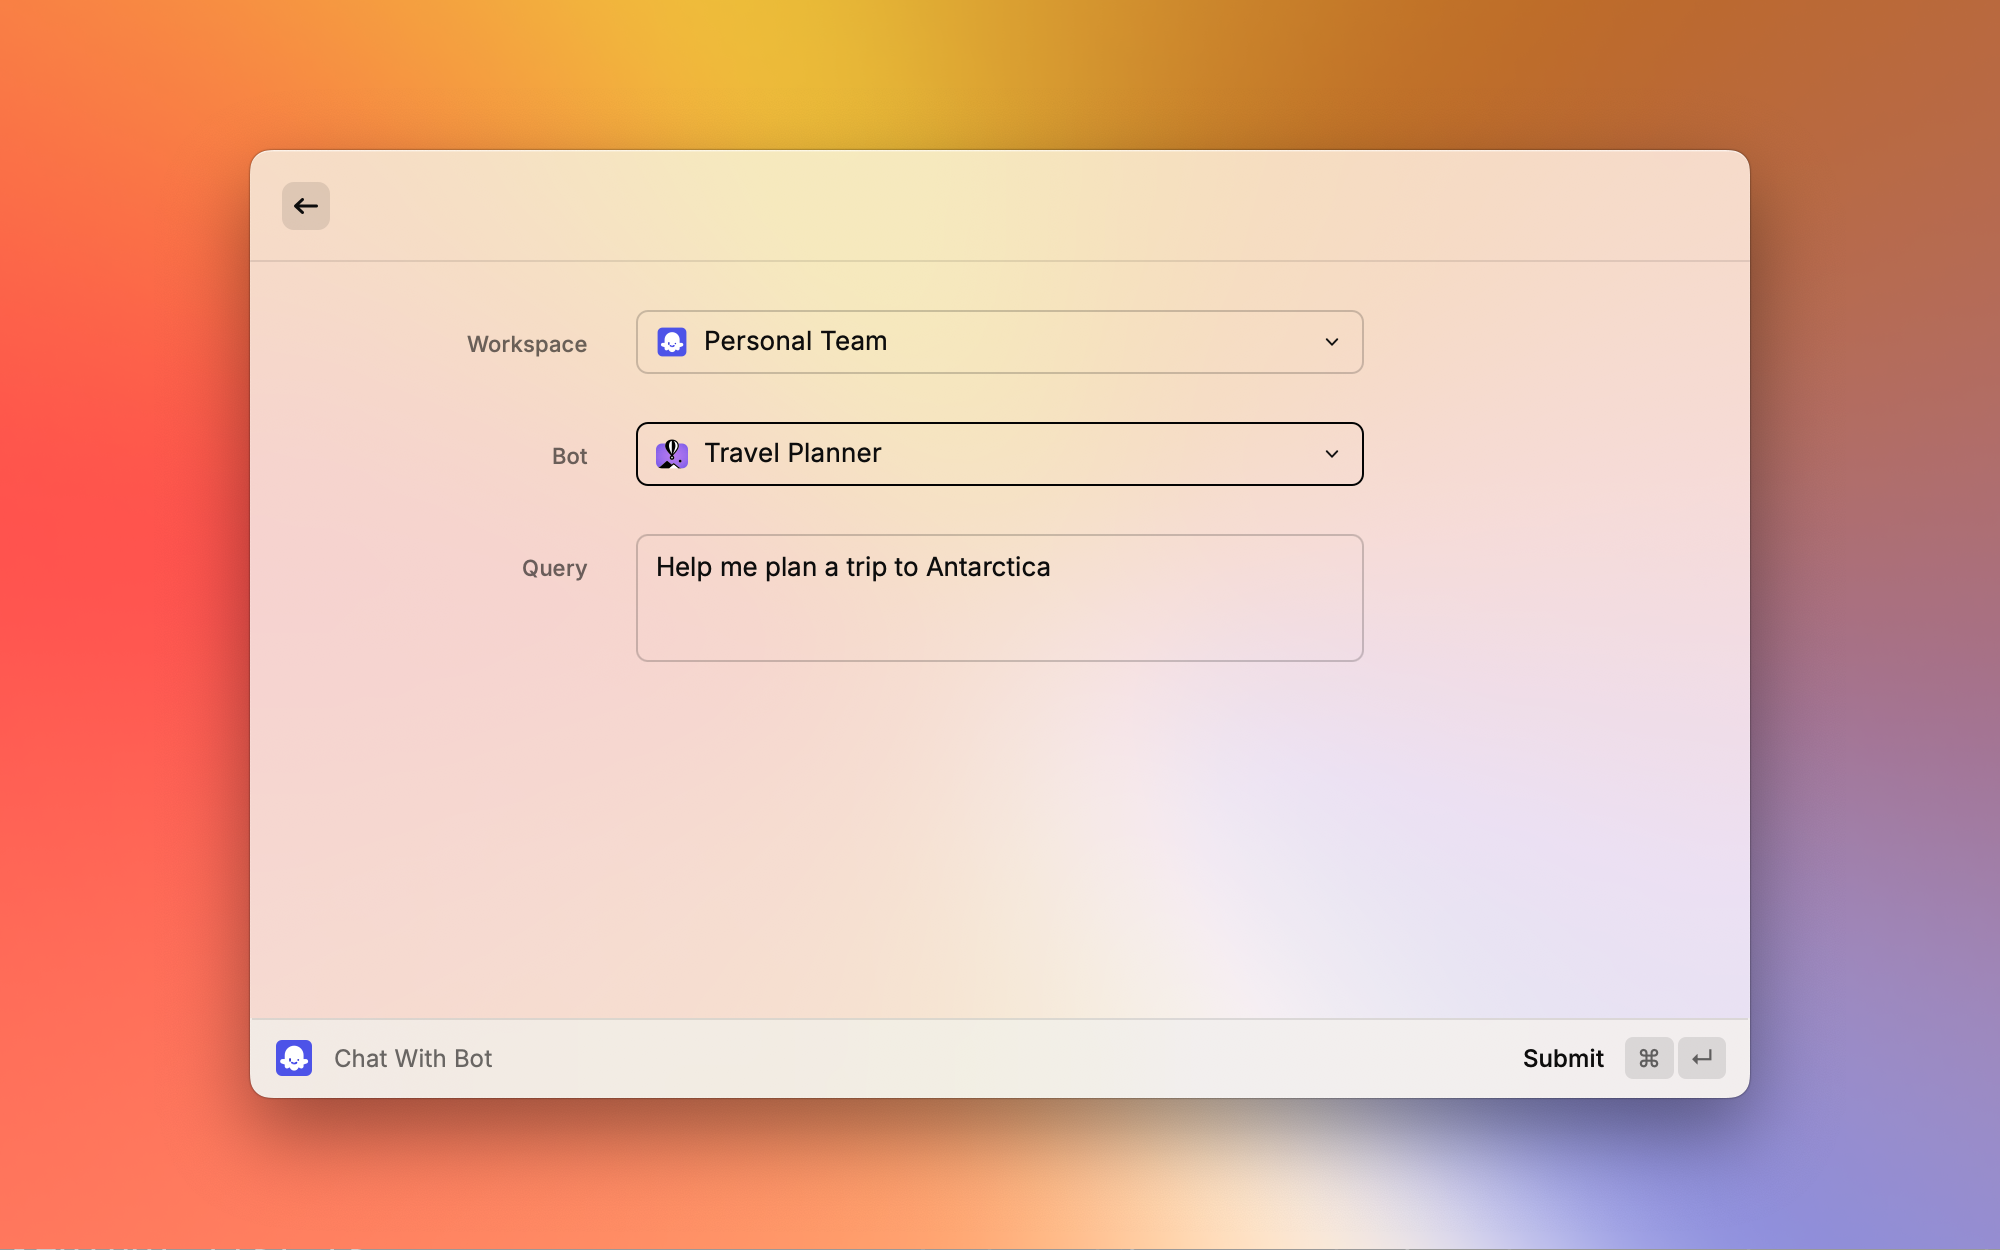 Workspace
Personal Team
Bot
Travel Planner
Query
Help me plan a trip to Antarctica
Chat With Bot
Submit ⌘ ↵